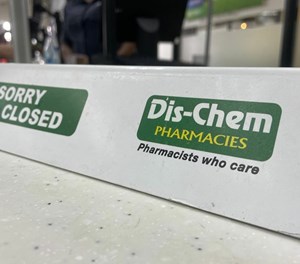 SORRY
CLOSED
Dis-Chem
PHARMACIES
Pharmacists who care